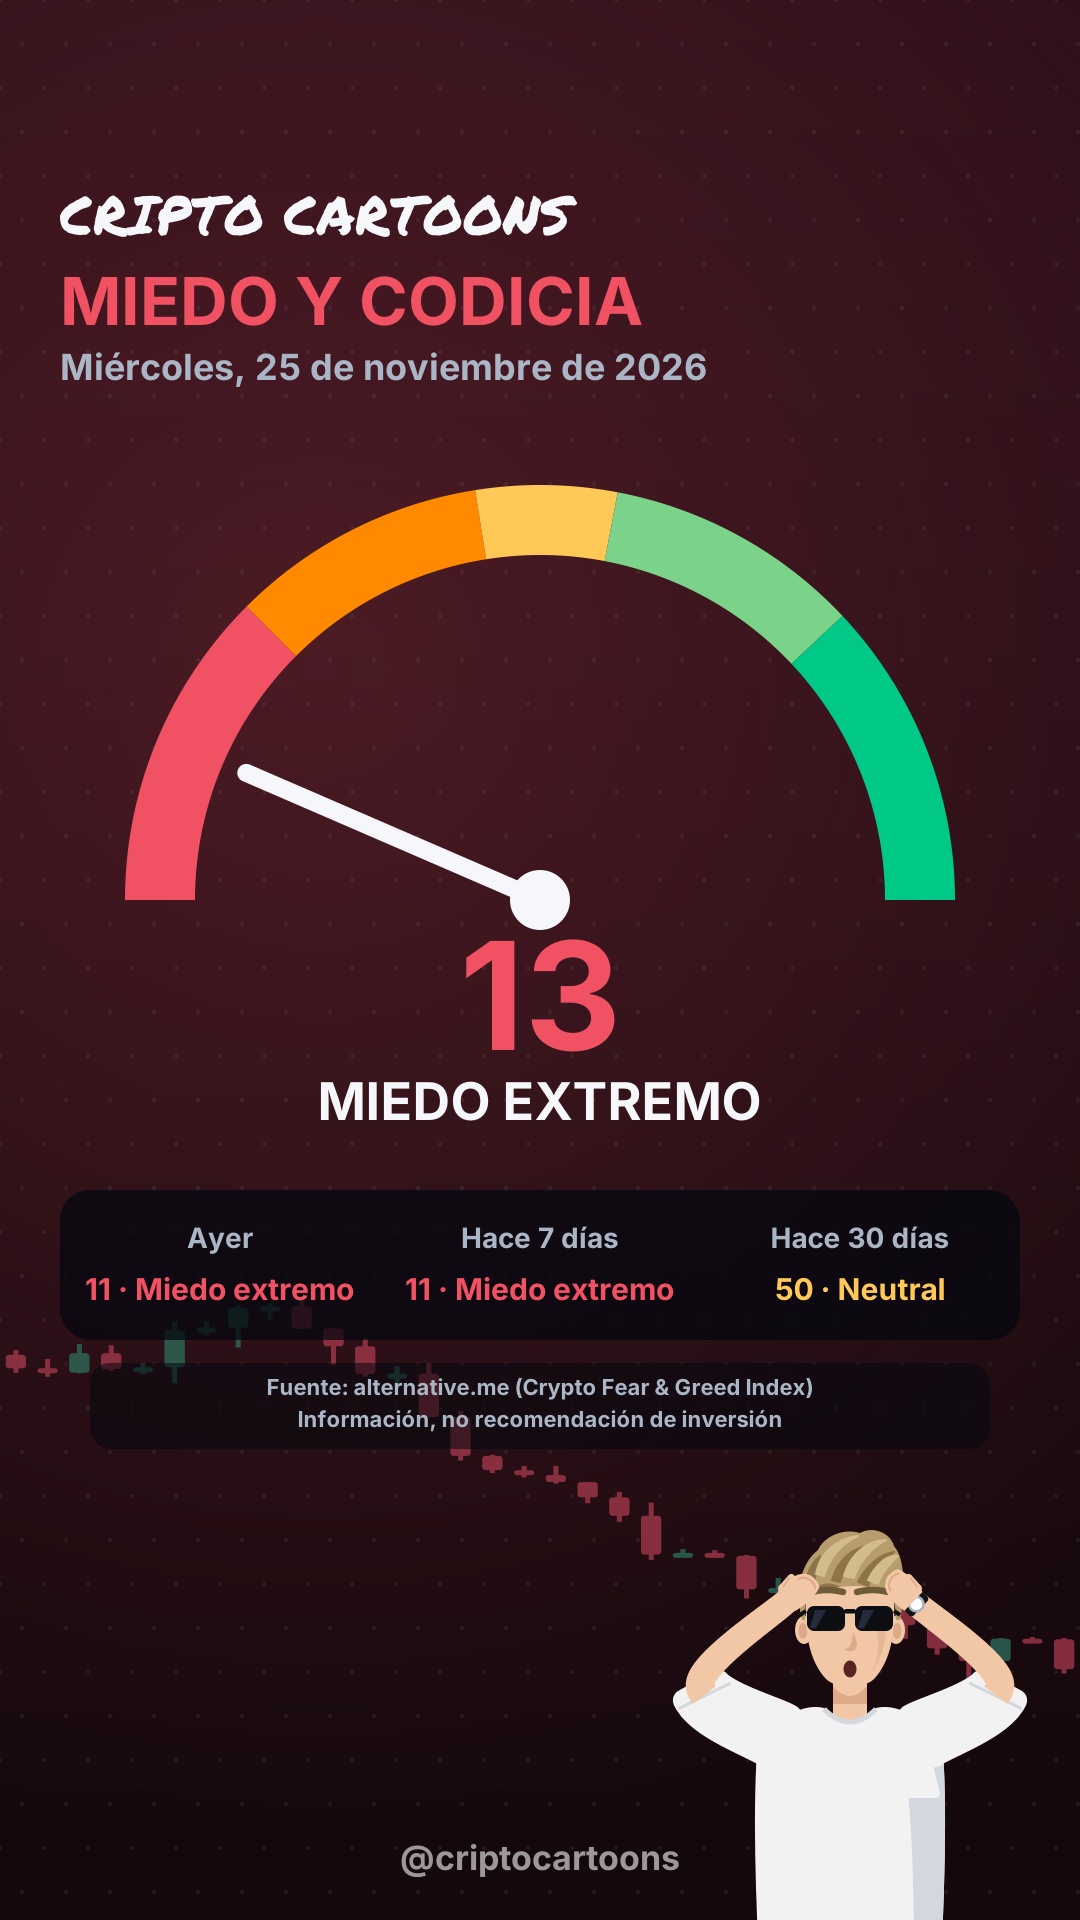 CRIPTO CARTOONS
MIEDO Y CODICIA
Miércoles, 25 de noviembre de 2026
13
MIEDO EXTREMO
Ayer
Hace 7 días
Hace 30 días
11 · Miedo extremo
11 · Miedo extremo
50 · Neutral
Fuente: alternative.me (Crypto Fear & Greed Index)
Información, no recomendación de inversión
@criptocartoons